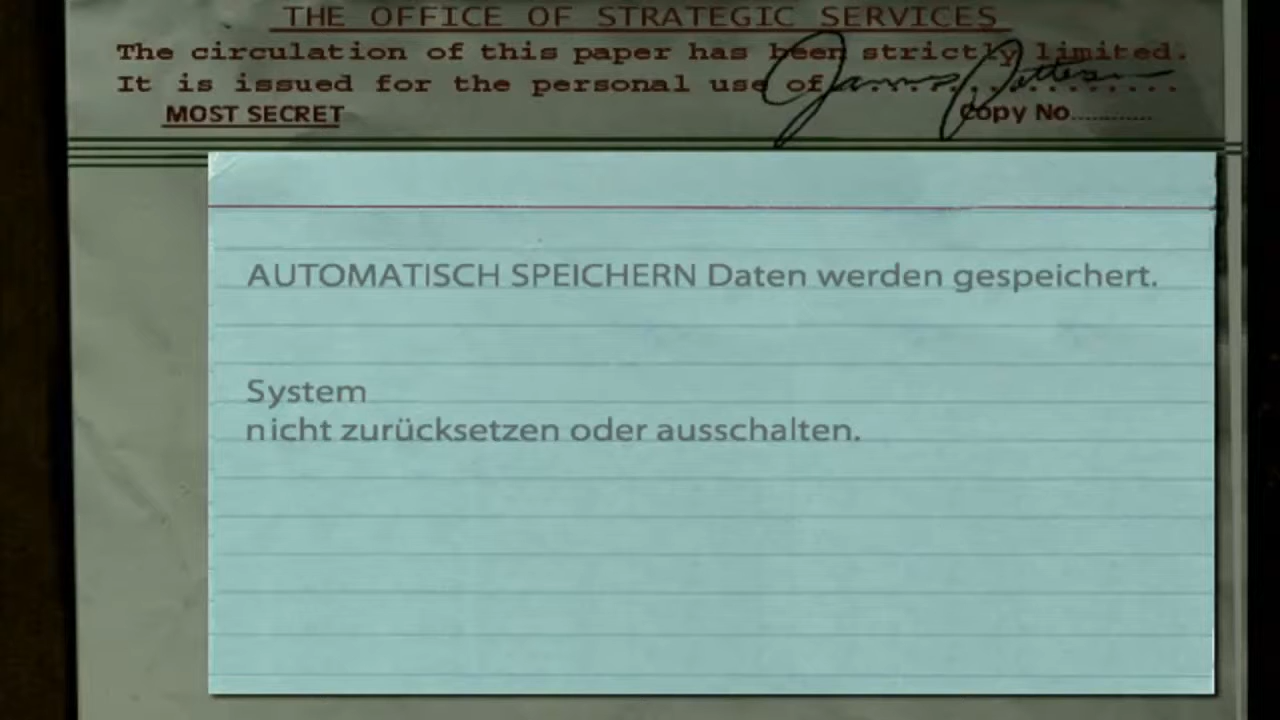 THE OFFICE OF STRATEGIC SERVICES
The circulation of this paper has been strictly limited.
It is issued for the personal use of....................
MOST SECRET
Copy No............
AUTOMATISCH SPEICHERN Daten werden gespeichert.
System
nicht zurücksetzen oder ausschalten.